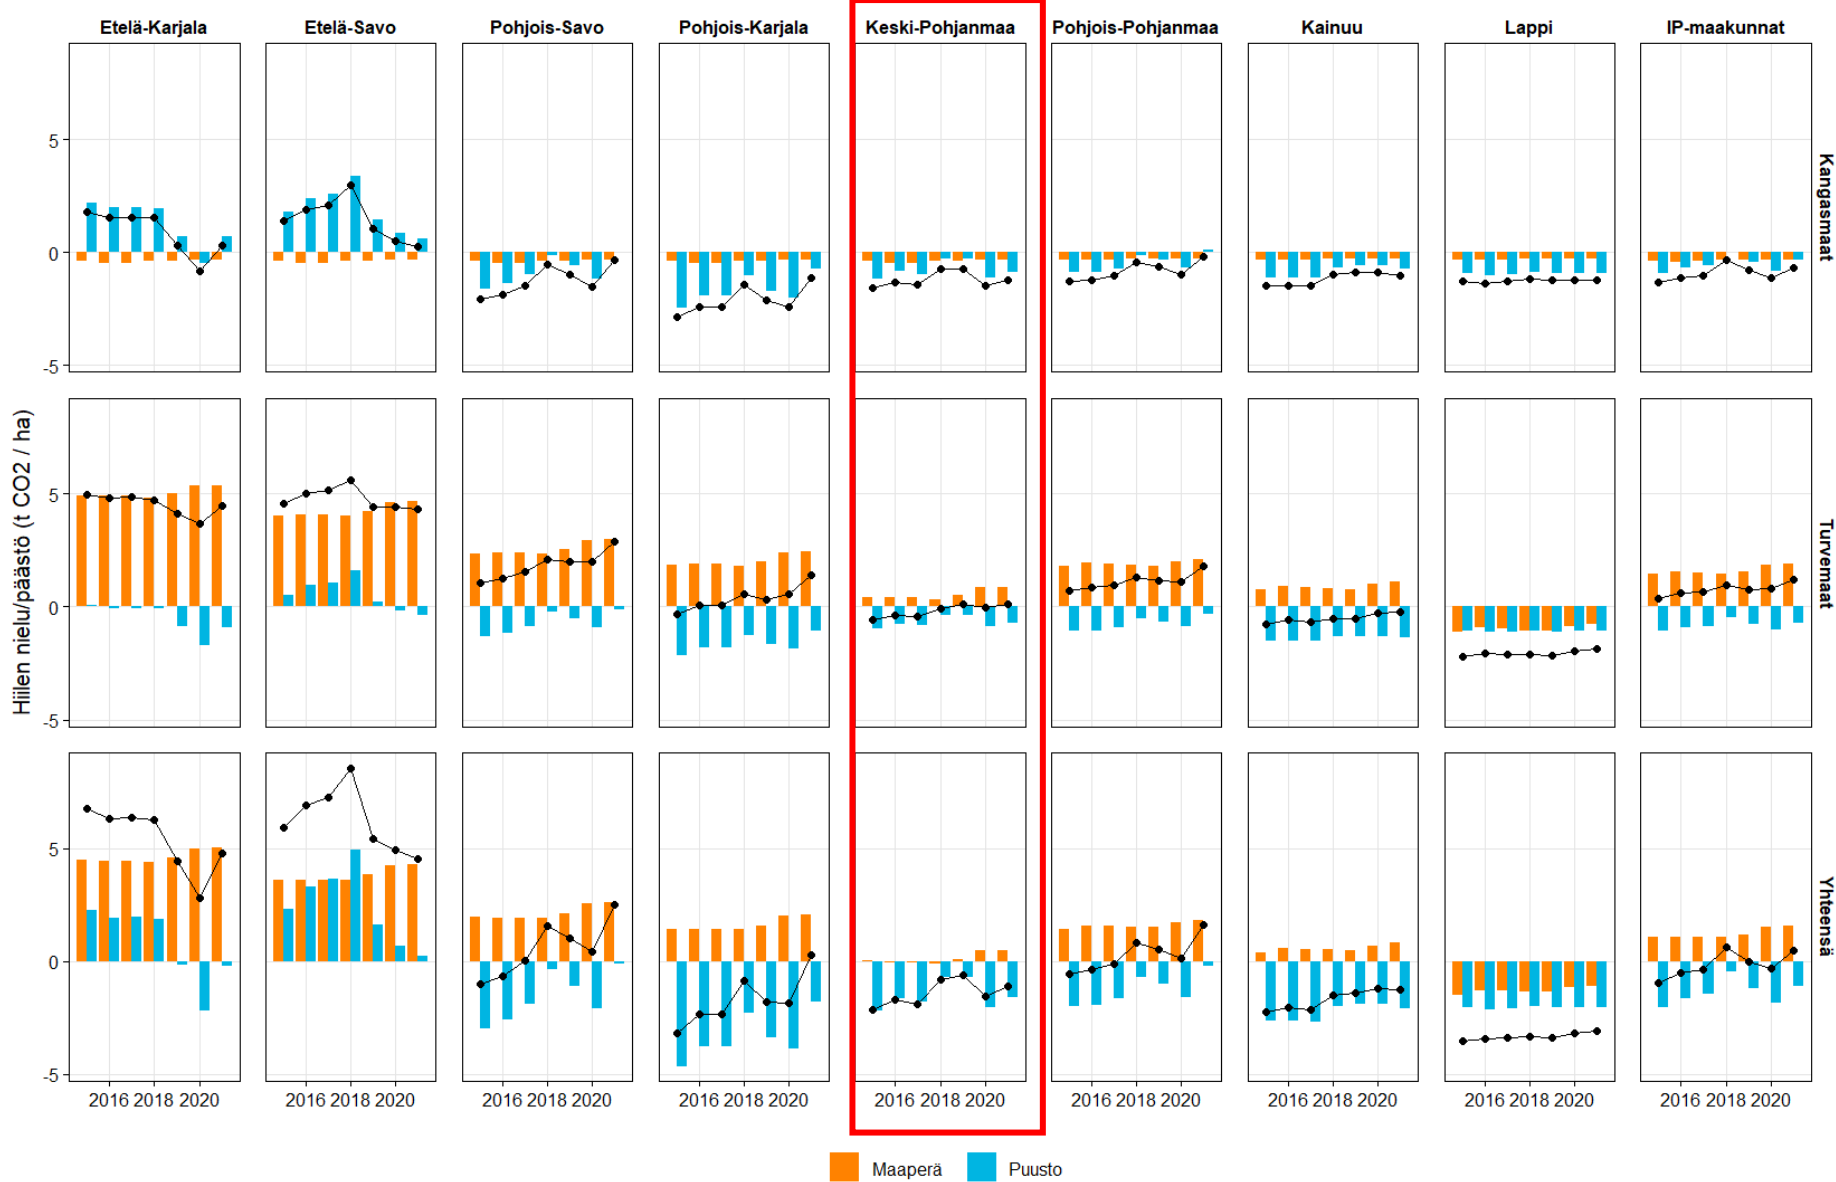 Etelä-Karjala Etelä-Savo Pohjois-Savo Pohjois-Karjala Keski-Pohjanmaa Pohjois-Pohjanmaa Kainuu Lappi IP-maakunnat
5
0
-5
Kangasmaat
Hiilen nielu/päästö (t CO2 / ha)
5
0
-5
Turvemaat
5
0
-5
Yhteensä
2016 2018 2020 2016 2018 2020 2016 2018 2020 2016 2018 2020 2016 2018 2020 2016 2018 2020 2016 2018 2020 2016 2018 2020 2016 2018 2020
Maaperä Puusto